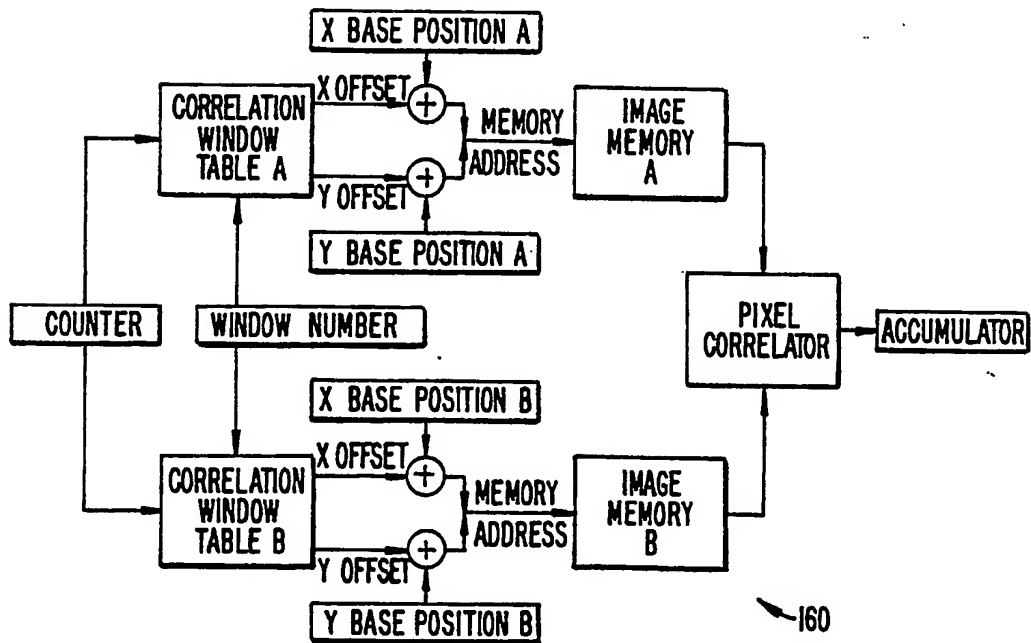 X BASE POSITION A
X OFFSET
CORRELATION
WINDOW
TABLE A
+
MEMORY
ADDRESS
IMAGE
MEMORY
A
+
Y OFFSET
Y BASE POSITION A
COUNTER
WINDOW NUMBER
PIXEL
CORRELATOR
ACCUMULATOR
X BASE POSITION B
X OFFSET
CORRELATION
WINDOW
TABLE B
+
MEMORY
ADDRESS
IMAGE
MEMORY
B
+
Y OFFSET
Y BASE POSITION B
160